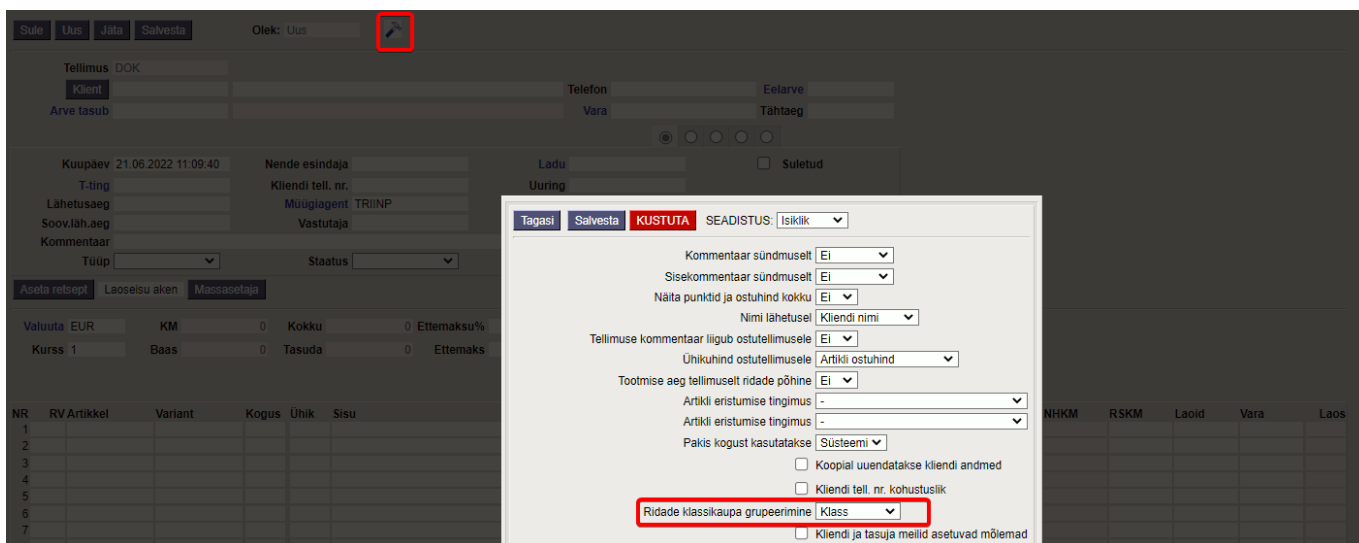 Sule Uus Jäta Salvesta Olek: Uus
Tellimus DOK
Klient Telefon Eelarve
Arve tasub Vara Tähtaeg
Kuupäev 21.06.2022 11:09:40 Nende esindaja Ladu Suletud
T-ting Kliendi tell. nr. Uuring
Lähetusaeg Müügiagent TRIINP
Soov.läh.aeg Vastutaja
Kommentaar
Tüüp Staatus
Aseta retsept Laoseisu aken Massasetaja
Valuuta EUR KM 0 Kokku 0 Ettemaksu%
Kurss 1 Baas 0 Tasuda 0 Ettemaks
NR RV Artikkel Variant Kogus Ühik Sisu NHKM RSKM Laoid Vara Laos
1
2
3
4
5
6
7
Tagasi Salvesta KUSTUTA SEADISTUS: Isiklik
Kommentaar sündmuselt Ei
Sisekommentaar sündmuselt Ei
Näita punktid ja ostuhind kokku Ei
Nimi lähetusel Kliendi nimi
Tellimuse kommentaar liigub ostutellimusele Ei
Ühikuhind ostutellimusele Artikli ostuhind
Tootmise aeg tellimuselt ridade põhine Ei
Artikli eristumise tingimus -
Artikli eristumise tingimus -
Pakis kogust kasutatakse Süsteemi
Koopial uuendatakse kliendi andmed
Kliendi tell. nr. kohustuslik
Ridade klassikaupa grupeerimine Klass
Kliendi ja tasuja meilid asetuvad mõlemad